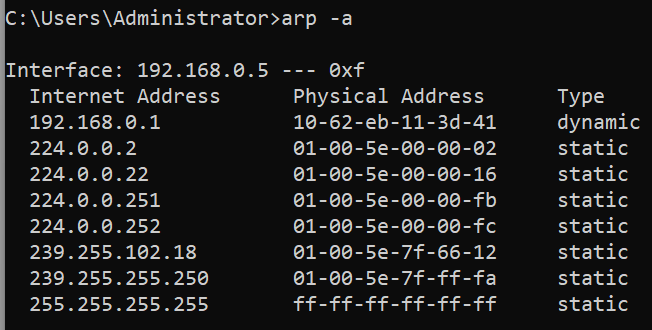 C:\Users\Administrator>arp -a
Interface: 192.168.0.5 --- 0xf
Internet Address Physical Address Type
192.168.0.1 10-62-eb-11-3d-41 dynamic
224.0.0.2 01-00-5e-00-00-02 static
224.0.0.22 01-00-5e-00-00-16 static
224.0.0.251 01-00-5e-00-00-fb static
224.0.0.252 01-00-5e-00-00-fc static
239.255.102.18 01-00-5e-7f-66-12 static
239.255.255.250 01-00-5e-7f-ff-fa static
255.255.255.255 ff-ff-ff-ff-ff-ff static